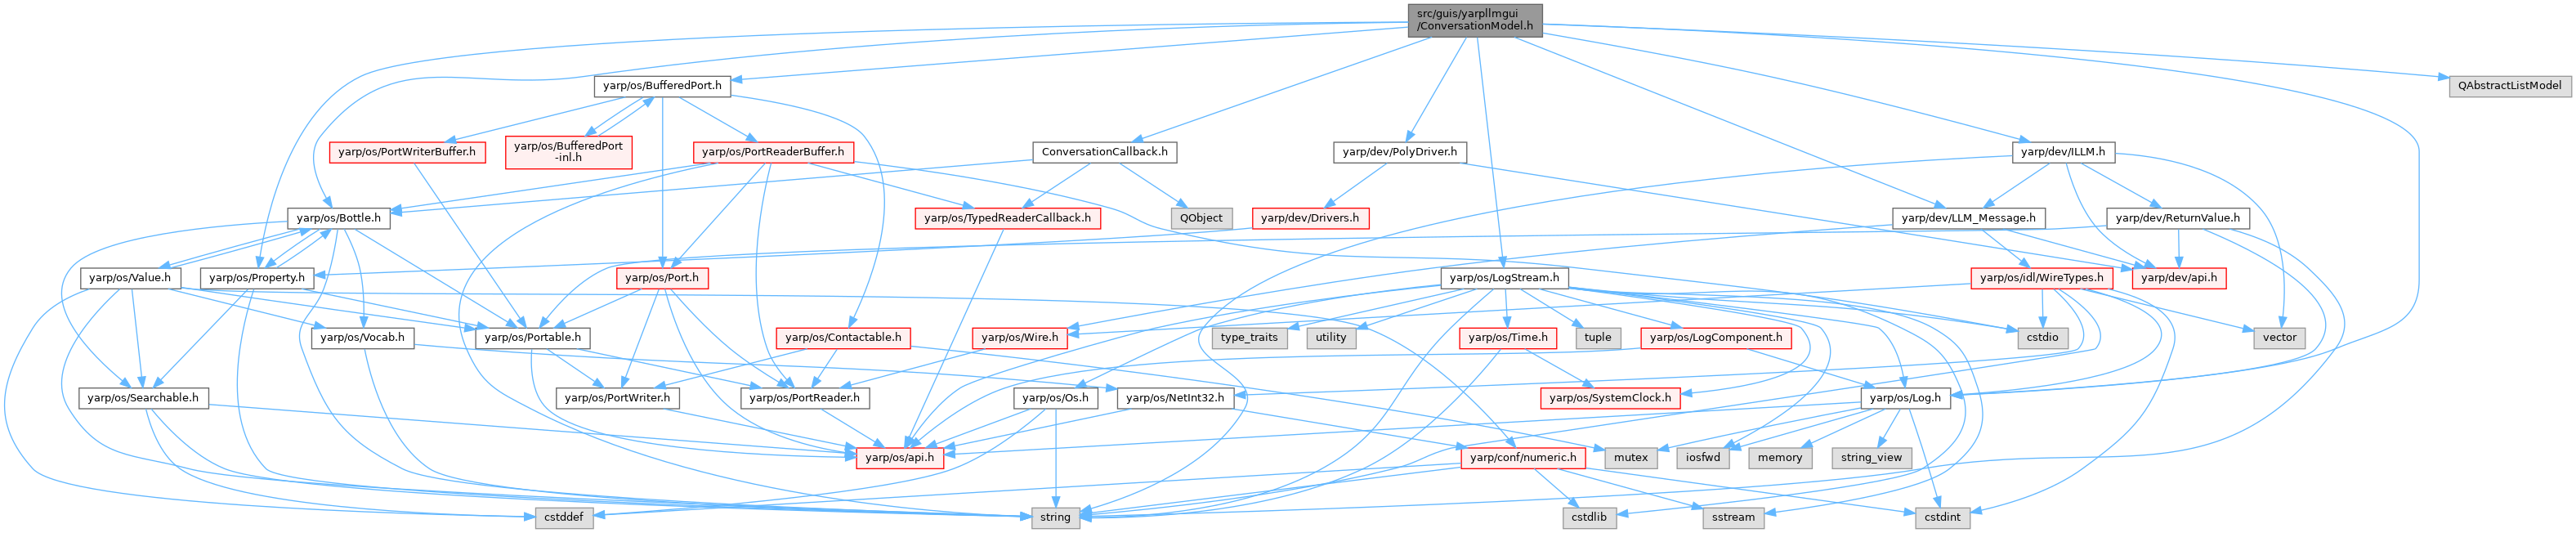 src/guis/yarpllmgui
/ConversationModel.h
yarp/os/BufferedPort.h
QAbstractListModel
yarp/os/PortWriterBuffer.h
yarp/os/BufferedPort
-inl.h
yarp/os/PortReaderBuffer.h
ConversationCallback.h
yarp/dev/PolyDriver.h
yarp/dev/ILLM.h
yarp/os/Bottle.h
yarp/os/TypedReaderCallback.h
QObject
yarp/dev/Drivers.h
yarp/dev/LLM_Message.h
yarp/dev/ReturnValue.h
yarp/os/Value.h
yarp/os/Property.h
yarp/os/Port.h
yarp/os/LogStream.h
yarp/os/idl/WireTypes.h
yarp/dev/api.h
yarp/os/Vocab.h
yarp/os/Portable.h
yarp/os/Contactable.h
yarp/os/Wire.h
type_traits
utility
yarp/os/Time.h
tuple
yarp/os/LogComponent.h
cstdio
vector
yarp/os/Searchable.h
yarp/os/PortWriter.h
yarp/os/PortReader.h
yarp/os/Os.h
yarp/os/NetInt32.h
yarp/os/SystemClock.h
yarp/os/Log.h
yarp/os/api.h
yarp/conf/numeric.h
mutex
iosfwd
memory
string_view
cstddef
string
cstdlib
sstream
cstdint